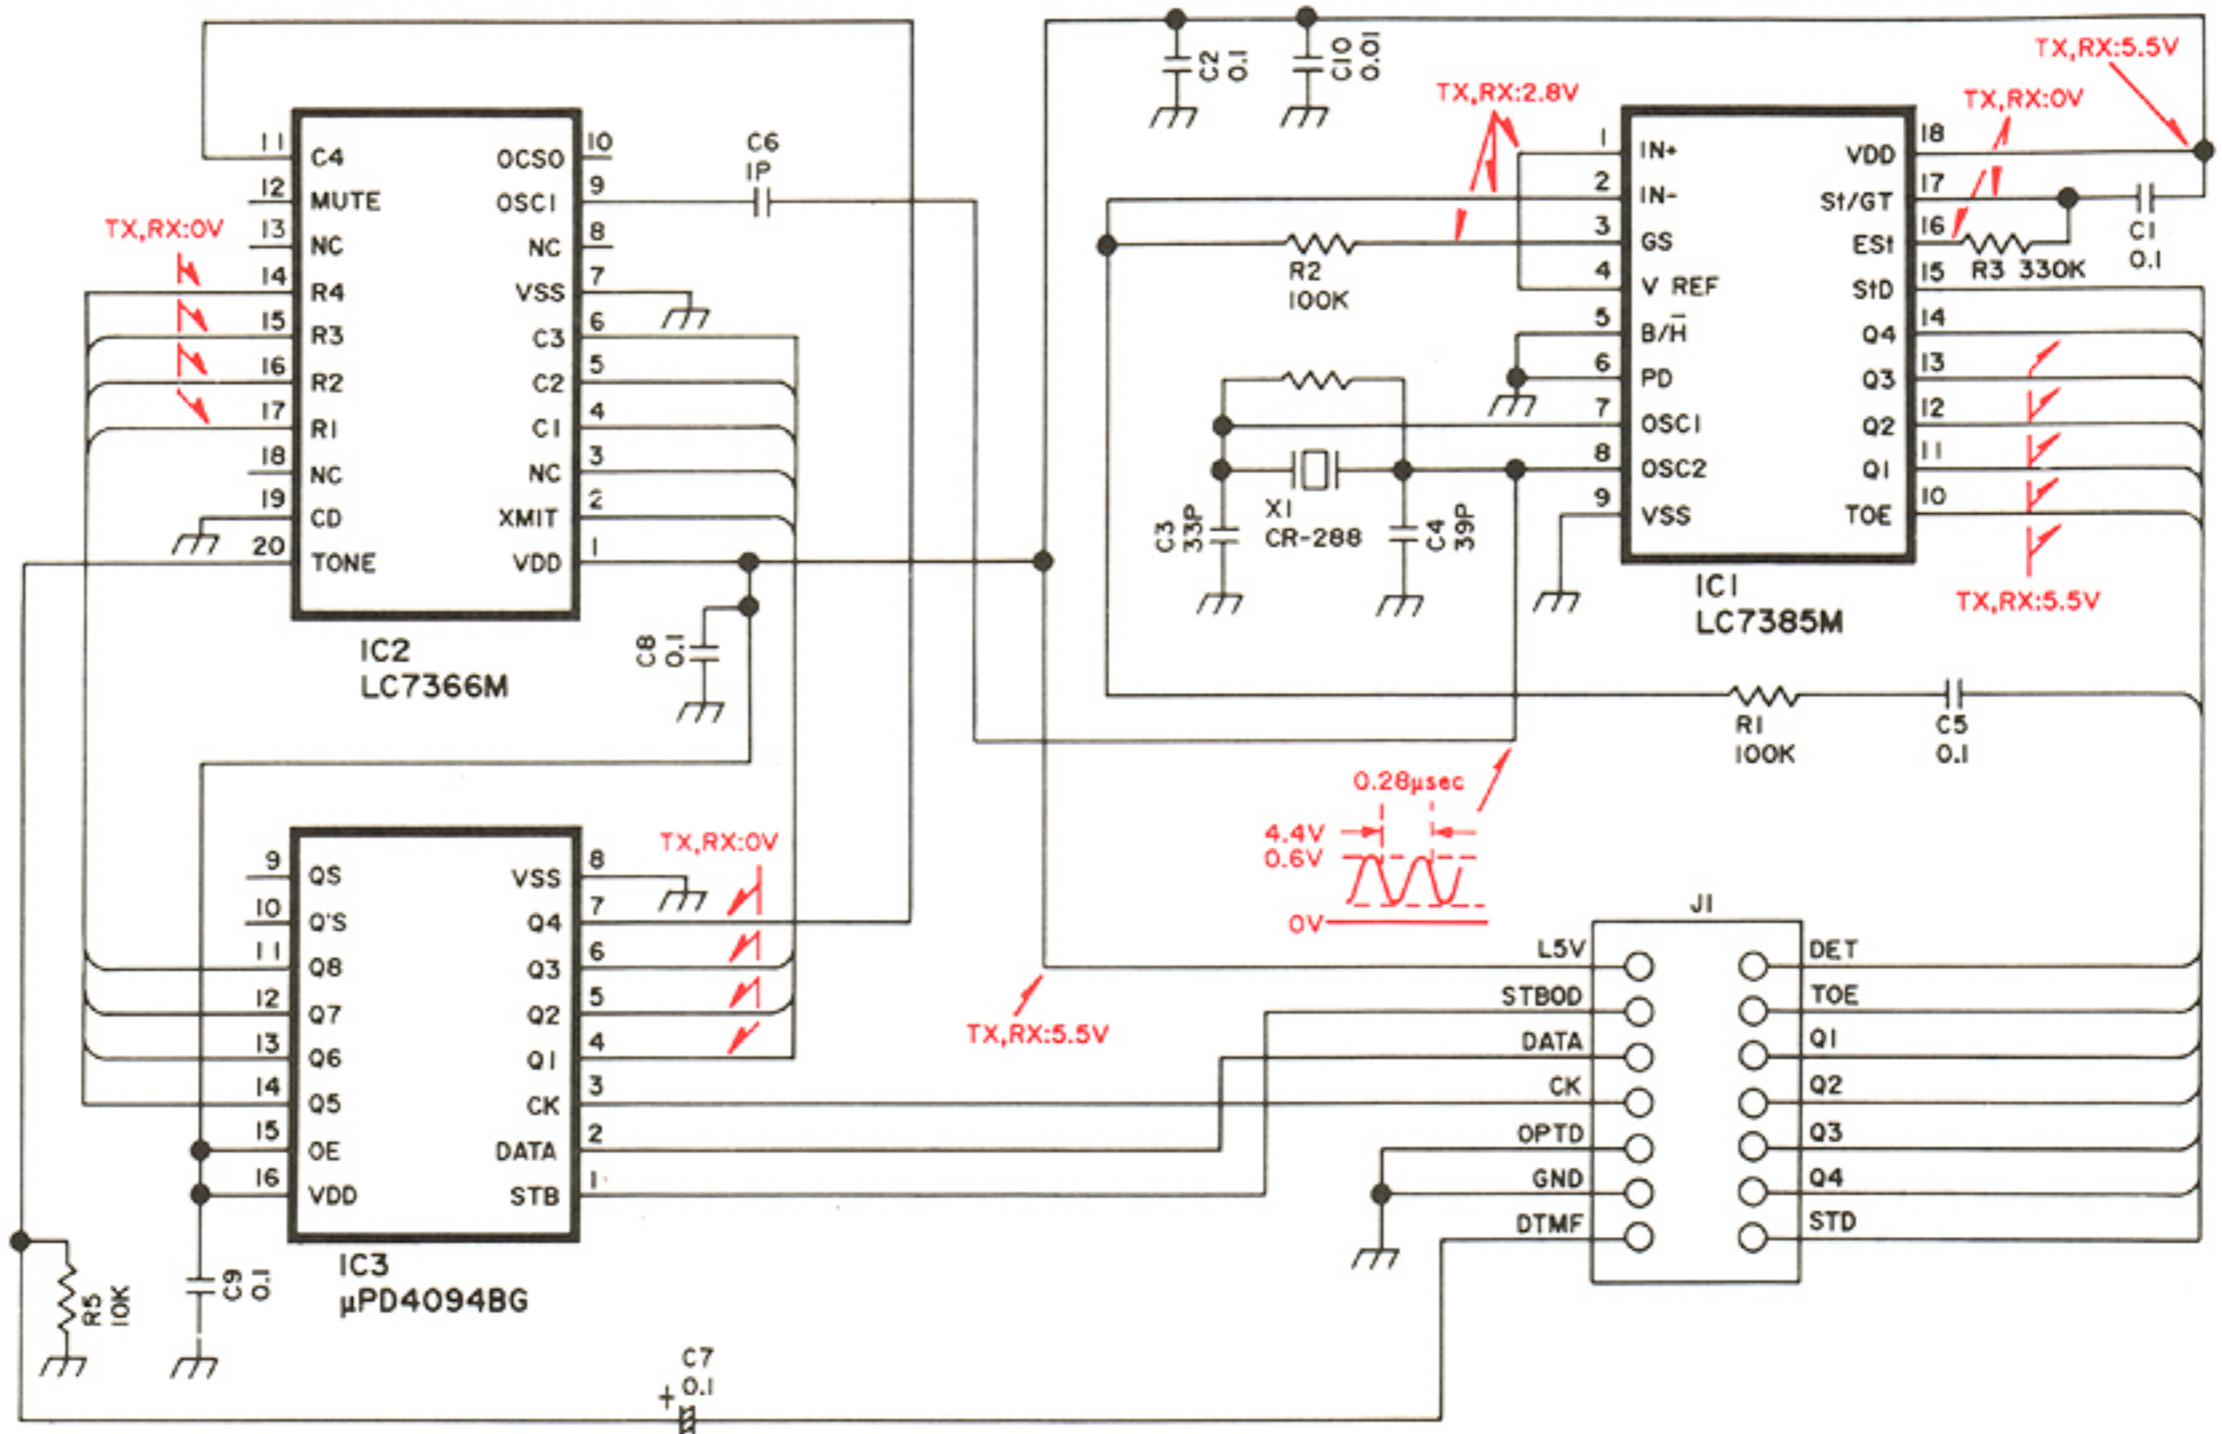 C2
0.1
C10
0.01
TX,RX:5.5V
TX,RX:2.8V
TX,RX:0V
11 C4
12 MUTE
13 NC
14 R4
15 R3
16 R2
17 R1
18 NC
19 CD
20 TONE
OCSO 10
OSC1 9
NC 8
VSS 7
C3 6
C2 5
C1 4
NC 3
XMIT 2
VDD 1
TX,RX:0V
IC2
LC7366M
C6
1P
C8
0.1
1 IN+
2 IN-
3 GS
4 V REF
5 B/H̅
6 PD
7 OSC1
8 OSC2
9 VSS
VDD 18
St/GT 17
ESt 16
StD 15
Q4 14
Q3 13
Q2 12
Q1 11
TOE 10
IC1
LC7385M
R2
100K
R3 330K
C1
0.1
C3
33P
X1
CR-288
C4
39P
TX,RX:5.5V
R1
100K
C5
0.1
0.28µsec
4.4V
0.6V
0V
9 QS
10 Q'S
11 Q8
12 Q7
13 Q6
14 Q5
15 OE
16 VDD
VSS 8
Q4 7
Q3 6
Q2 5
Q1 4
CK 3
DATA 2
STB 1
TX,RX:0V
IC3
µPD4094BG
TX,RX:5.5V
J1
L5V
STBOD
DATA
CK
OPTD
GND
DTMF
DET
TOE
Q1
Q2
Q3
Q4
STD
R5
10K
C9
0.1
C7
+ 0.1